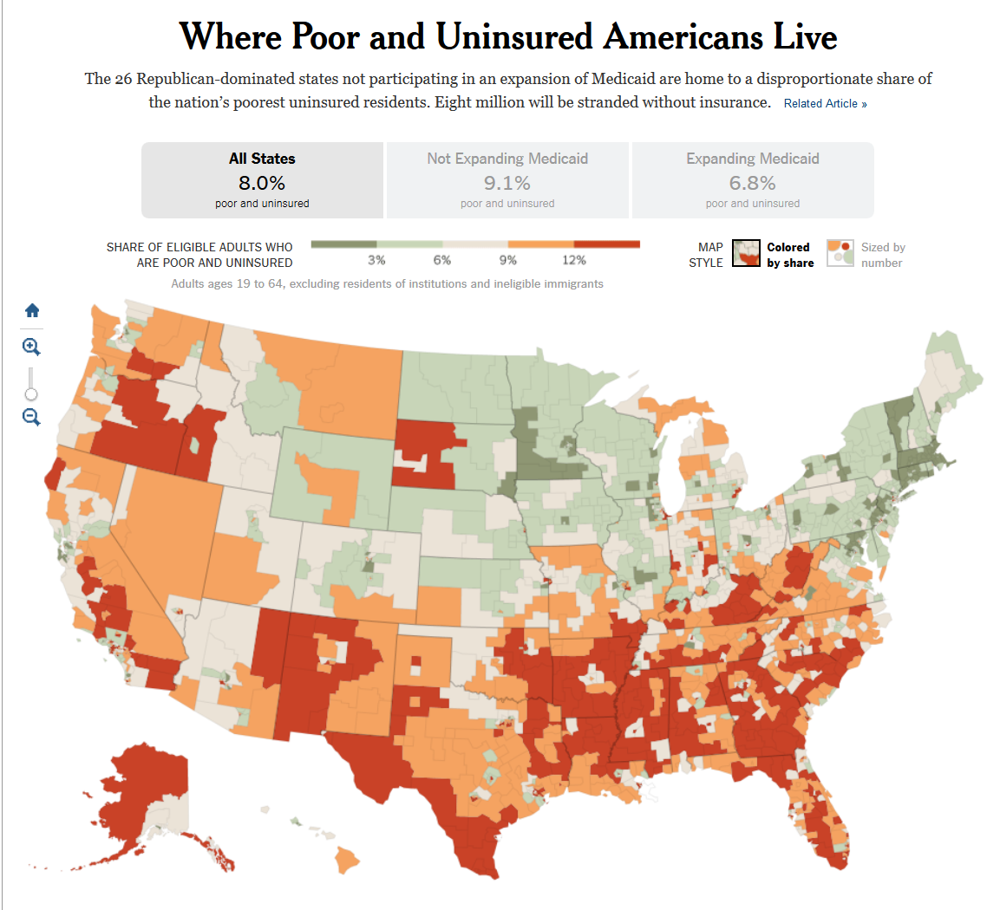 Where Poor and Uninsured Americans Live
The 26 Republican-dominated states not participating in an expansion of Medicaid are home to a disproportionate share of
the nation’s poorest uninsured residents. Eight million will be stranded without insurance. Related Article »
All States
8.0%
poor and uninsured
Not Expanding Medicaid
9.1%
poor and uninsured
Expanding Medicaid
6.8%
poor and uninsured
SHARE OF ELIGIBLE ADULTS WHO
ARE POOR AND UNINSURED
3% 6% 9% 12%
MAP
STYLE
Colored
by share
Sized by
number
Adults ages 19 to 64, excluding residents of institutions and ineligible immigrants